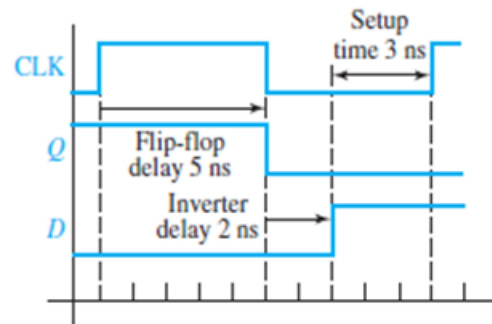 Setup
time 3 ns
CLK
Q
Flip-flop
delay 5 ns
Inverter
delay 2 ns
D